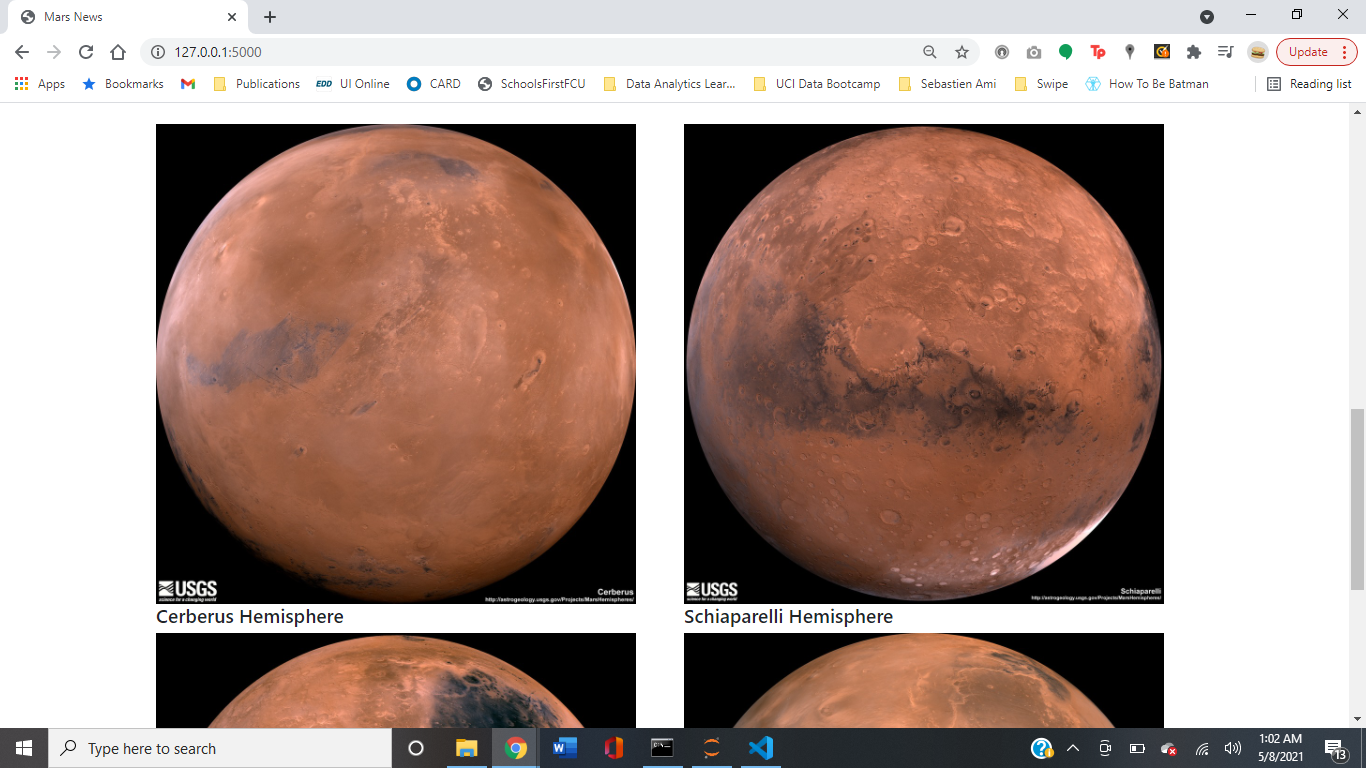 Mars News
127.0.0.1:5000
Tp
Update
Apps
Bookmarks
Publications
EDD UI Online
CARD
SchoolsFirstFCU
Data Analytics Lear...
UCI Data Bootcamp
Sebastien Ami
Swipe
How To Be Batman
Reading list
USGS
science for a changing world
Cerberus
http://astrogeology.usgs.gov/Projects/MarsHemispheres/
USGS
science for a changing world
Schiaparelli
http://astrogeology.usgs.gov/Projects/MarsHemispheres/
Cerberus Hemisphere
Schiaparelli Hemisphere
Type here to search
1:02 AM
5/8/2021
13